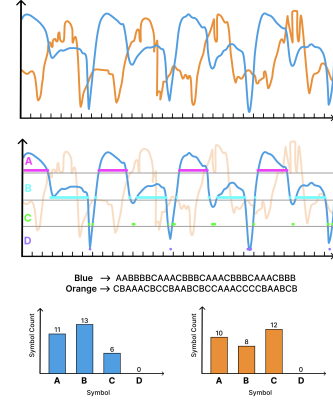 A
B
C
D
Blue → AABBBBCAAACBBBCAAACBBBCAAACBBB
Orange → CBAAACBCCBAABCBCCAAACCCCBAABCB
Symbol Count
11
13
6
0
A B C D
Symbol
Symbol Count
10
8
12
0
A B C D
Symbol